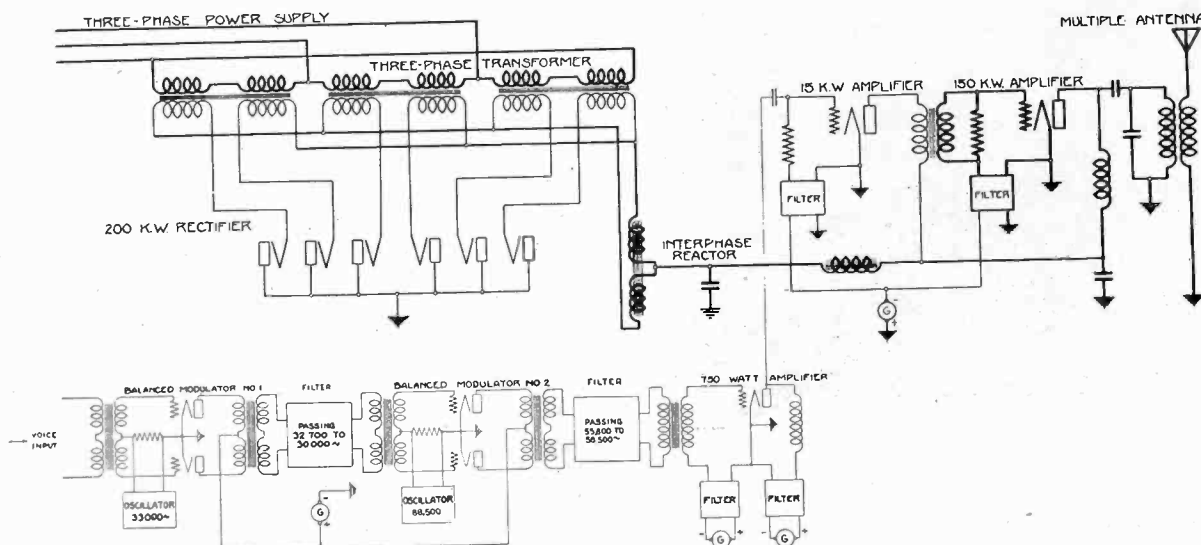 THREE-PHASE POWER SUPPLY
MULTIPLE ANTENNA
THREE-PHASE TRANSFORMER
15 K.W AMPLIFIER
150 K.W. AMPLIFIER
FILTER
FILTER
200 K.W. RECTIFIER
INTERPHASE
REACTOR
-
G
+
BALANCED MODULATOR NO 1
FILTER
BALANCED MODULATOR NO 2
FILTER
750 WATT AMPLIFIER
→ VOICE
INPUT
PASSING
32 700 TO
30000~
PASSING
55,800 TO
58,500~
OSCILLATOR
33000~
-
G
+
OSCILLATOR
88,500
FILTER
FILTER
- G +
- G +